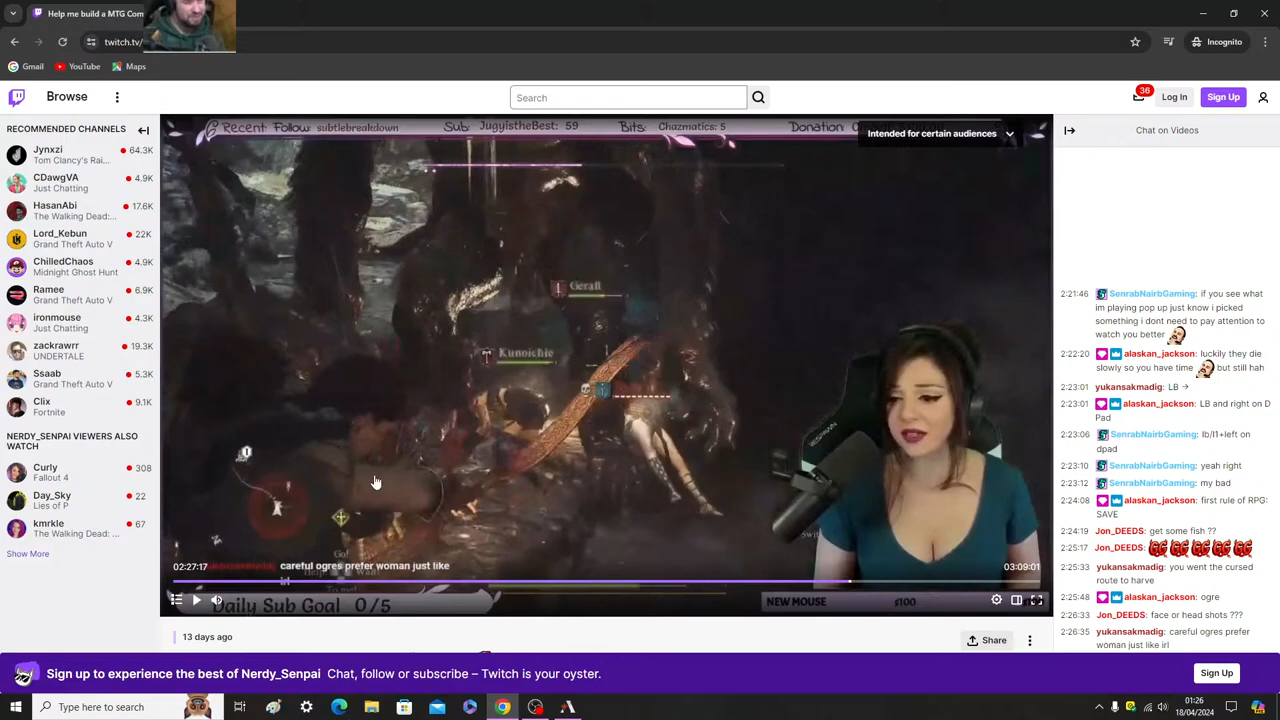 Help me build a MTG Com
twitch.tv/
Incognito
Gmail
YouTube
Maps
Browse
Search
36
Log In
Sign Up
RECOMMENDED CHANNELS
Jynxzi
64.3K
Tom Clancy's Rai...
CDawgVA
4.9K
Just Chatting
HasanAbi
17.6K
The Walking Dead:...
Lord_Kebun
22K
Grand Theft Auto V
ChilledChaos
4.9K
Midnight Ghost Hunt
Ramee
6.9K
Grand Theft Auto V
ironmouse
4.3K
Just Chatting
zackrawrr
19.3K
UNDERTALE
Ssaab
5.3K
Grand Theft Auto V
Clix
9.1K
Fortnite
NERDY_SENPAI VIEWERS ALSO
WATCH
Curly
308
Fallout 4
Day_Sky
22
Lies of P
kmrkle
67
The Walking Dead: ...
Show More
Recent Follow: subtlebreakdown
Sub: JugyistheBest: 59
Bits: Chazmatics: 5
Donation:
Intended for certain audiences
Gerall
Kunoichie
Go!
careful ogres prefer woman just like
02:27:17
03:09:01
Daily Sub Goal 0/5
NEW MOUSE
$100
13 days ago
Share
Chat on Videos
2:21:46 SenrabNairbGaming: if you see what
im playing pop up just know i picked
something i dont need to pay attention to
watch you better
2:22:20 alaskan_jackson: luckily they die
slowly so you have time but still hah
2:23:01 yukansakmadig: LB ->
2:23:01 alaskan_jackson: LB and right on D
Pad
2:23:06 SenrabNairbGaming: lb/l1+left on
dpad
2:23:10 SenrabNairbGaming: yeah right
2:23:12 SenrabNairbGaming: my bad
2:24:08 alaskan_jackson: first rule of RPG:
SAVE
2:24:19 Jon_DEEDS: get some fish ??
2:25:17 Jon_DEEDS:
2:25:33 yukansakmadig: you went the cursed
route to harve
2:25:48 alaskan_jackson: ogre
2:26:33 Jon_DEEDS: face or head shots ???
2:26:35 yukansakmadig: careful ogres prefer
woman just like irl
Sign up to experience the best of Nerdy_Senpai Chat, follow or subscribe – Twitch is your oyster.
Sign Up
Type here to search
01:26
18/04/2024